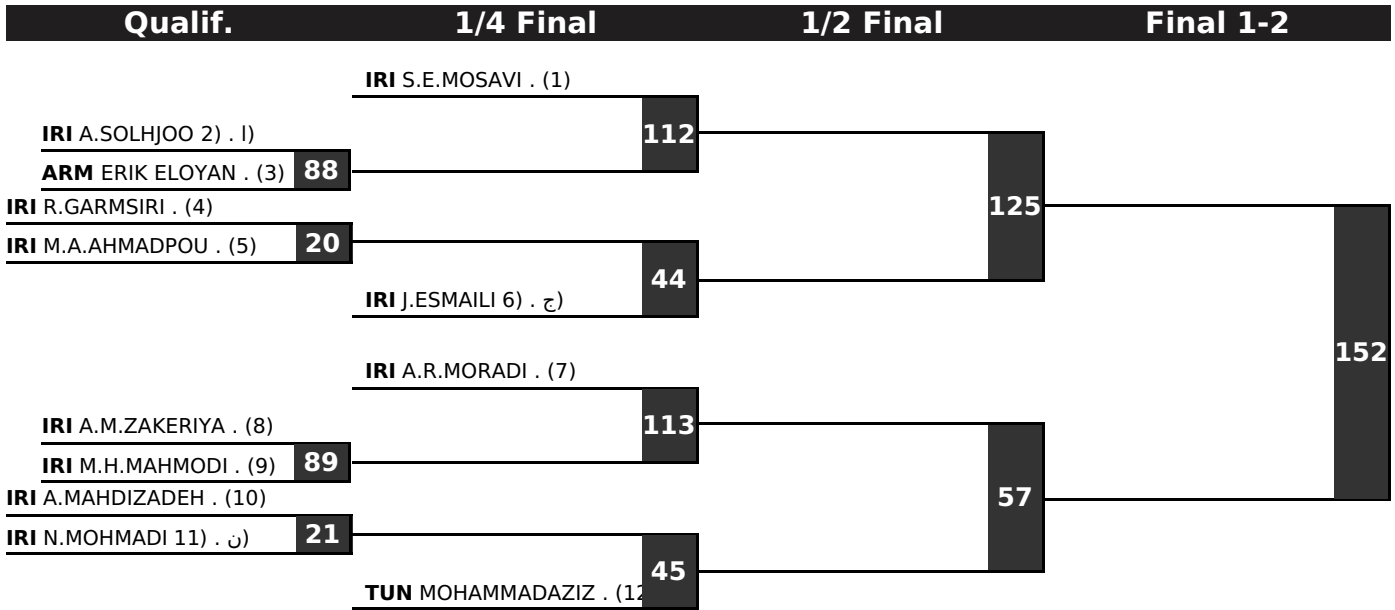 Qualif. 1/4 Final 1/2 Final Final 1-2
IRI S.E.MOSAVI . (1)
112
IRI A.SOLHJOO 2) . ا)
ARM ERIK ELOYAN . (3) 88
125
IRI R.GARMSIRI . (4)
IRI M.A.AHMADPOU . (5) 20
44
IRI J.ESMAILI 6) . ج)
152
IRI A.R.MORADI . (7)
113
IRI A.M.ZAKERIYA . (8)
IRI M.H.MAHMODI . (9) 89
57
IRI A.MAHDIZADEH . (10)
IRI N.MOHMADI 11) . ن) 21
45
TUN MOHAMMADAZIZ . (12